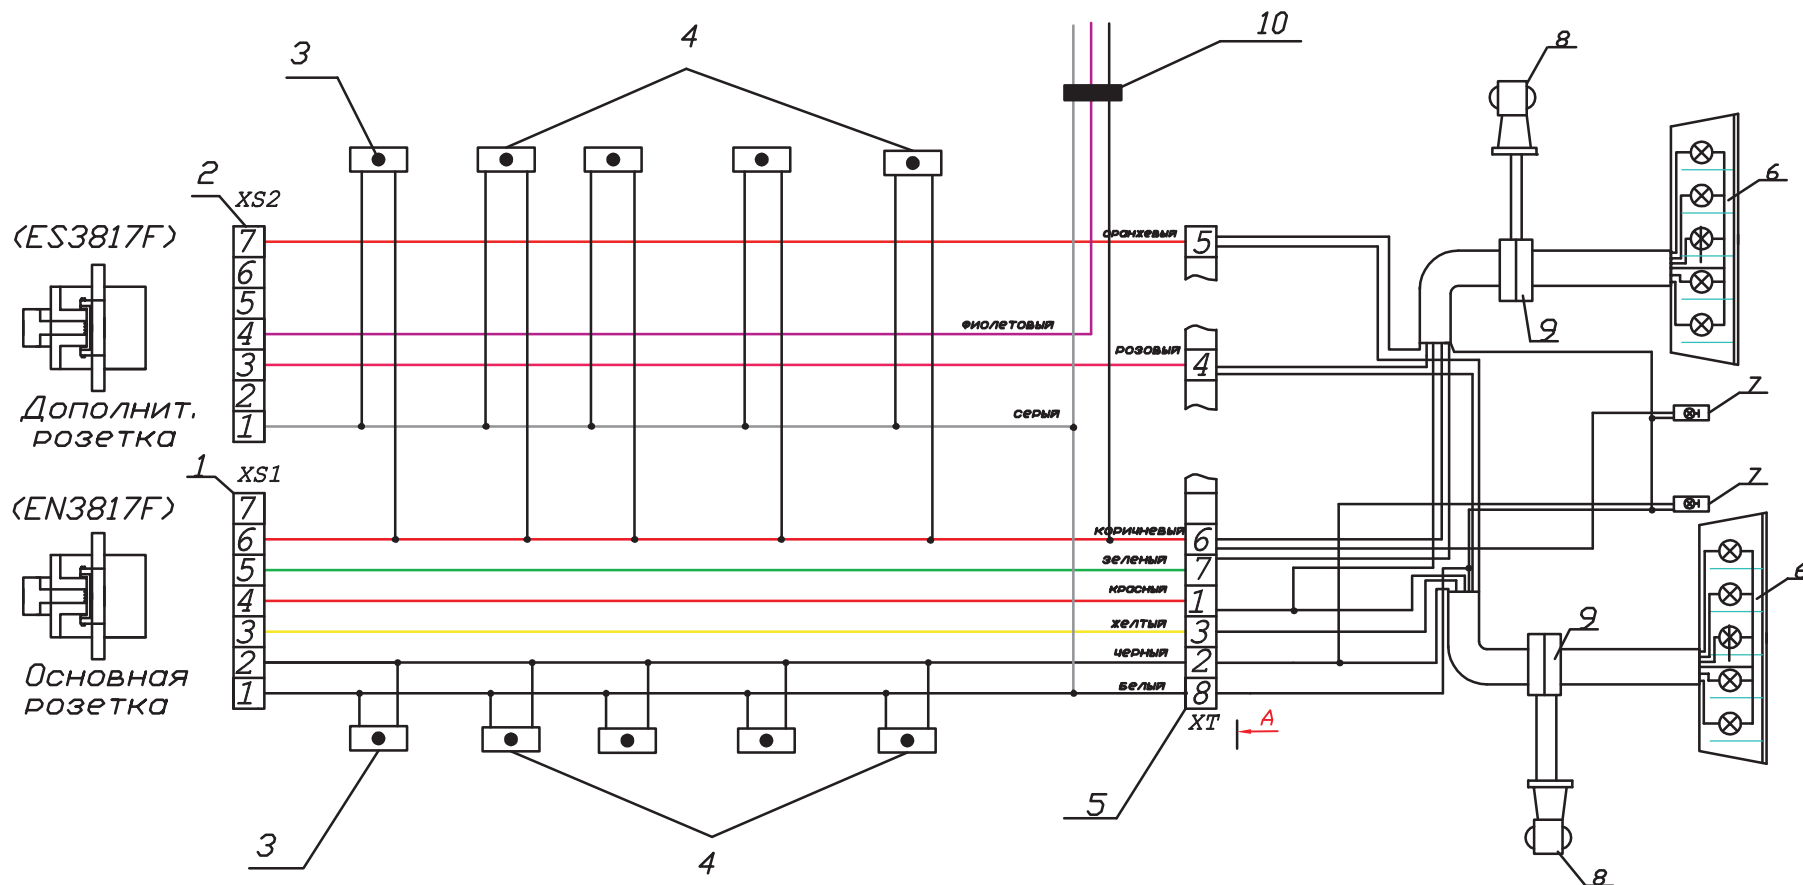 10
8
4
3
6
2
XS2
(ES3817F)
7
6
5
4
3
2
1
оранжевый
5
фиолетовый
розовый
4
серый
9
Дополнит.
розетка
7
1
XS1
(EN3817F)
7
6
5
4
3
2
1
коричневый
6
зеленый
7
красный
1
желтый
3
черный
2
белый
8
XT
A
7
6
9
Основная
розетка
5
3
4
8